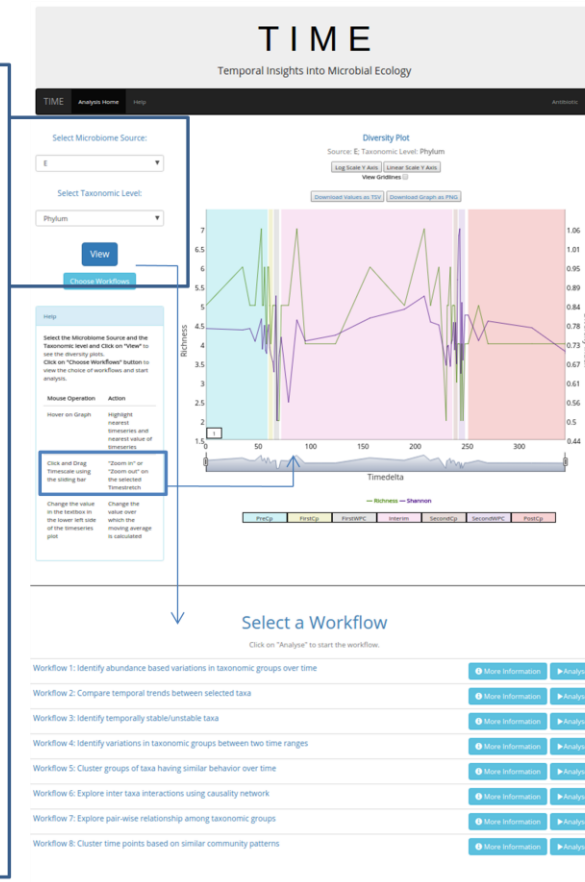 TIME
Temporal Insights into Microbial Ecology
TIME Analysis Home Help Antibiotic
Select Microbiome Source:
E
Select Taxonomic Level:
Phylum
View
Choose Workflows
Help
Select the Microbiome Source and the
Taxonomic level and Click on "View" to
see the diversity plots.
Click on "Choose Workflows" button to
view the choice of workflows and start
analysis.
Mouse Operation Action
Hover on Graph Highlight
nearest
timeseries and
nearest value of
timeseries
Click and Drag "Zoom in" or
Timescale using "Zoom out" on
the sliding bar the selected
Timestretch
Change the value Change the
in the textbox in value over
the lower left side which the
of the timeseries moving average
plot is calculated
Diversity Plot
Source: E; Taxonomic Level: Phylum
Log Scale Y Axis Linear Scale Y Axis
View Gridlines
Download Values as TSV Download Graph as PNG
Richness
7
6.5
6
5.5
5
4.5
4
3.5
3
2.5
2
1.5
1.06
1.01
0.95
0.89
0.84
0.78
0.73
0.67
0.61
0.56
0.5
0.44
1
0 50 100 150 200 250 300
Timedelta
Richness Shannon
PreCp FirstCp FirstWPC Interim SecondCp SecondWPC PostCp
Select a Workflow
Click on "Analyse" to start the workflow.
Workflow 1: Identify abundance based variations in taxonomic groups over time More Information Analys
Workflow 2: Compare temporal trends between selected taxa More Information Analys
Workflow 3: Identify temporally stable/unstable taxa More Information Analys
Workflow 4: Identify variations in taxonomic groups between two time ranges More Information Analys
Workflow 5: Cluster groups of taxa having similar behavior over time More Information Analys
Workflow 6: Explore inter taxa interactions using causality network More Information Analys
Workflow 7: Explore pair-wise relationship among taxonomic groups More Information Analys
Workflow 8: Cluster time points based on similar community patterns More Information Analys